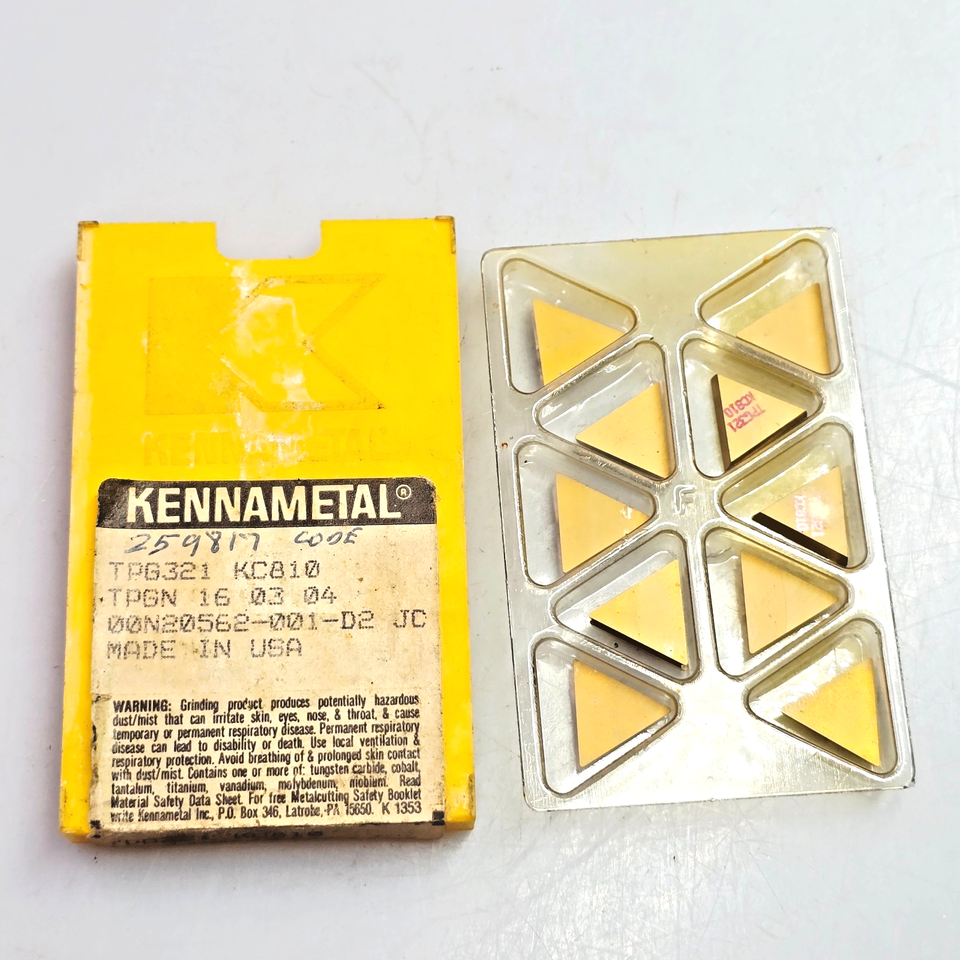 KENNAMETAL
KENNAMETAL®
259817 CODE
TPG321 KC810
TPGN 16 03 04
00N20562-001-D2 JC
MADE IN USA
WARNING: Grinding product produces potentially hazardous
dust/mist that can irritate skin, eyes, nose, & throat, & cause
temporary or permanent respiratory disease. Permanent respiratory
disease can lead to disability or death. Use local ventilation &
respiratory protection. Avoid breathing of & prolonged skin contact
with dust/mist. Contains one or more of: tungsten carbide, cobalt,
tantalum, titanium, vanadium, molybdenum, niobium. Read
Material Safety Data Sheet. For free Metalcutting Safety Booklet
write Kennametal Inc., P.O. Box 346, Latrobe, PA 15650. K 1353
TPG321
KC810
KC810